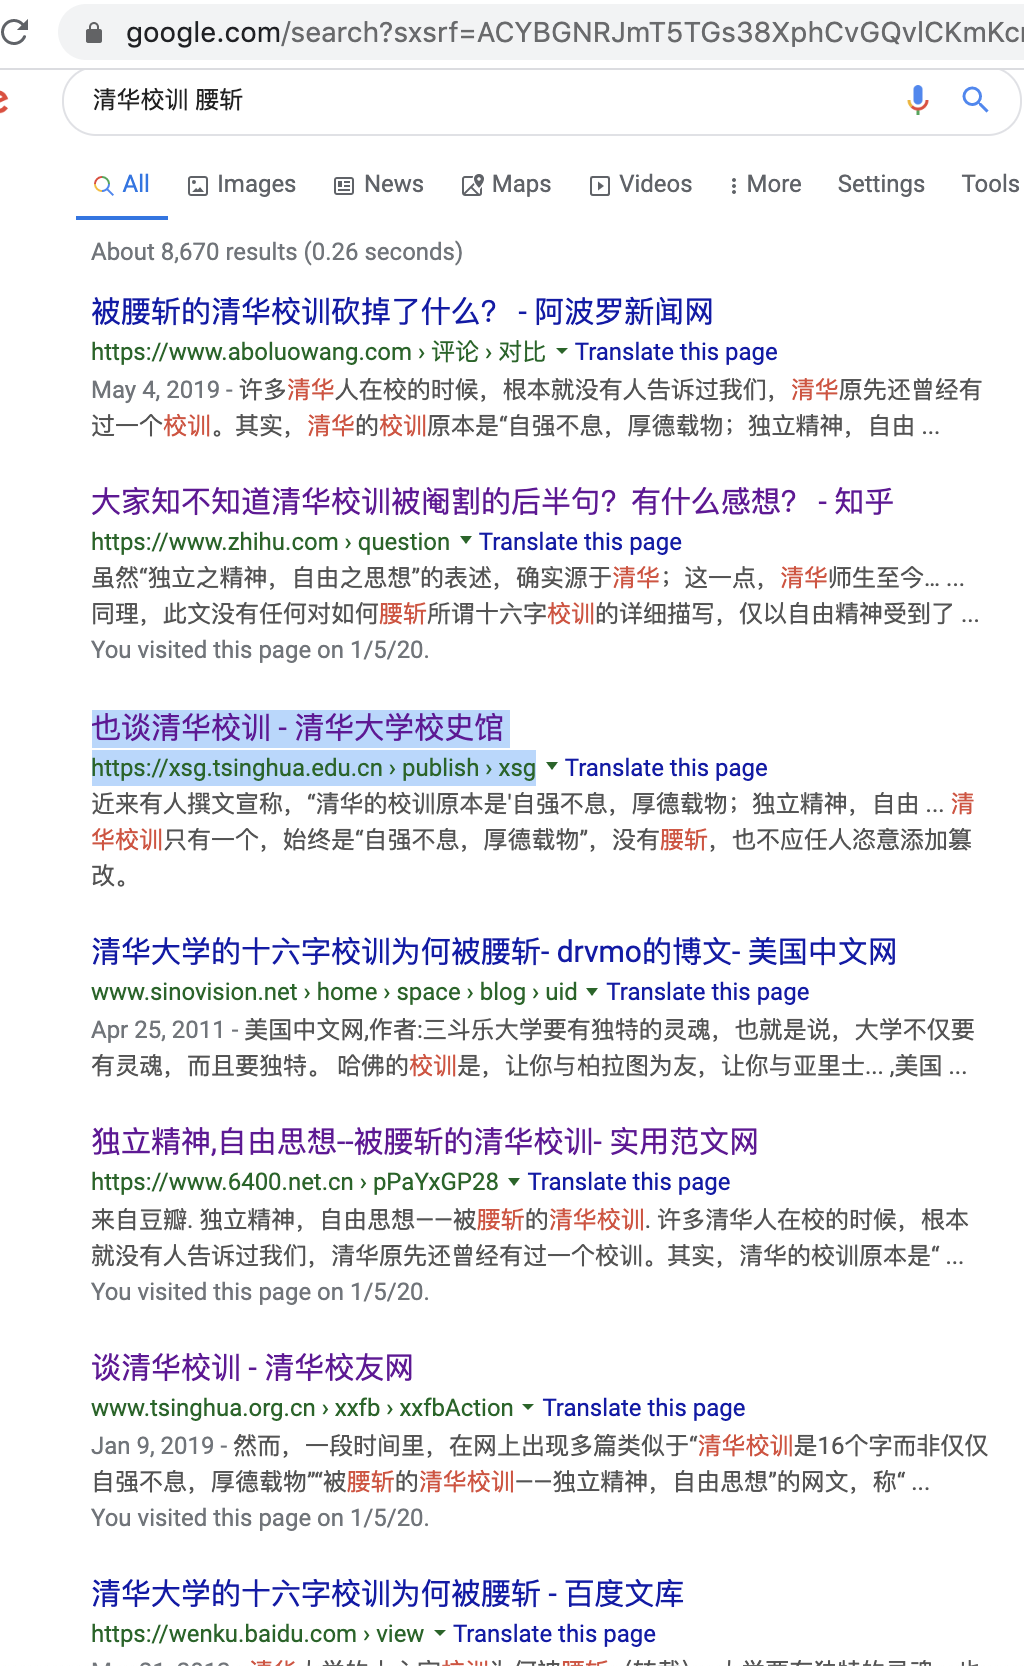 google.com/search?sxsrf=ACYBGNRJmT5TGs38XphCvGQvlCKmKc
清华校训 腰斩
All Images News Maps Videos More Settings Tools
About 8,670 results (0.26 seconds)
被腰斩的清华校训砍掉了什么？ - 阿波罗新闻网
https://www.aboluowang.com › 评论 › 对比 Translate this page
May 4, 2019 - 许多清华人在校的时候，根本就没有人告诉过我们，清华原先还曾经有
过一个校训。其实，清华的校训原本是“自强不息，厚德载物；独立精神，自由 ...
大家知不知道清华校训被阉割的后半句？有什么感想？ - 知乎
https://www.zhihu.com › question Translate this page
虽然“独立之精神，自由之思想”的表述，确实源于清华；这一点，清华师生至今... ...
同理，此文没有任何对如何腰斩所谓十六字校训的详细描写，仅以自由精神受到了 ...
You visited this page on 1/5/20.
也谈清华校训 - 清华大学校史馆
https://xsg.tsinghua.edu.cn › publish › xsg Translate this page
近来有人撰文宣称，“清华的校训原本是'自强不息，厚德载物；独立精神，自由 ... 清
华校训只有一个，始终是“自强不息，厚德载物”，没有腰斩，也不应任人恣意添加篡
改。
清华大学的十六字校训为何被腰斩- drvmo的博文- 美国中文网
www.sinovision.net › home › space › blog › uid Translate this page
Apr 25, 2011 - 美国中文网,作者:三斗乐大学要有独特的灵魂，也就是说，大学不仅要
有灵魂，而且要独特。 哈佛的校训是，让你与柏拉图为友，让你与亚里士... ,美国 ...
独立精神,自由思想--被腰斩的清华校训- 实用范文网
https://www.6400.net.cn › pPaYxGP28 Translate this page
来自豆瓣. 独立精神，自由思想——被腰斩的清华校训. 许多清华人在校的时候，根本
就没有人告诉过我们，清华原先还曾经有过一个校训。其实，清华的校训原本是“ ...
You visited this page on 1/5/20.
谈清华校训 - 清华校友网
www.tsinghua.org.cn › xxfb › xxfbAction Translate this page
Jan 9, 2019 - 然而，一段时间里，在网上出现多篇类似于“清华校训是16个字而非仅仅
自强不息，厚德载物”“被腰斩的清华校训——独立精神，自由思想”的网文，称“ ...
You visited this page on 1/5/20.
清华大学的十六字校训为何被腰斩 - 百度文库
https://wenku.baidu.com › view Translate this page